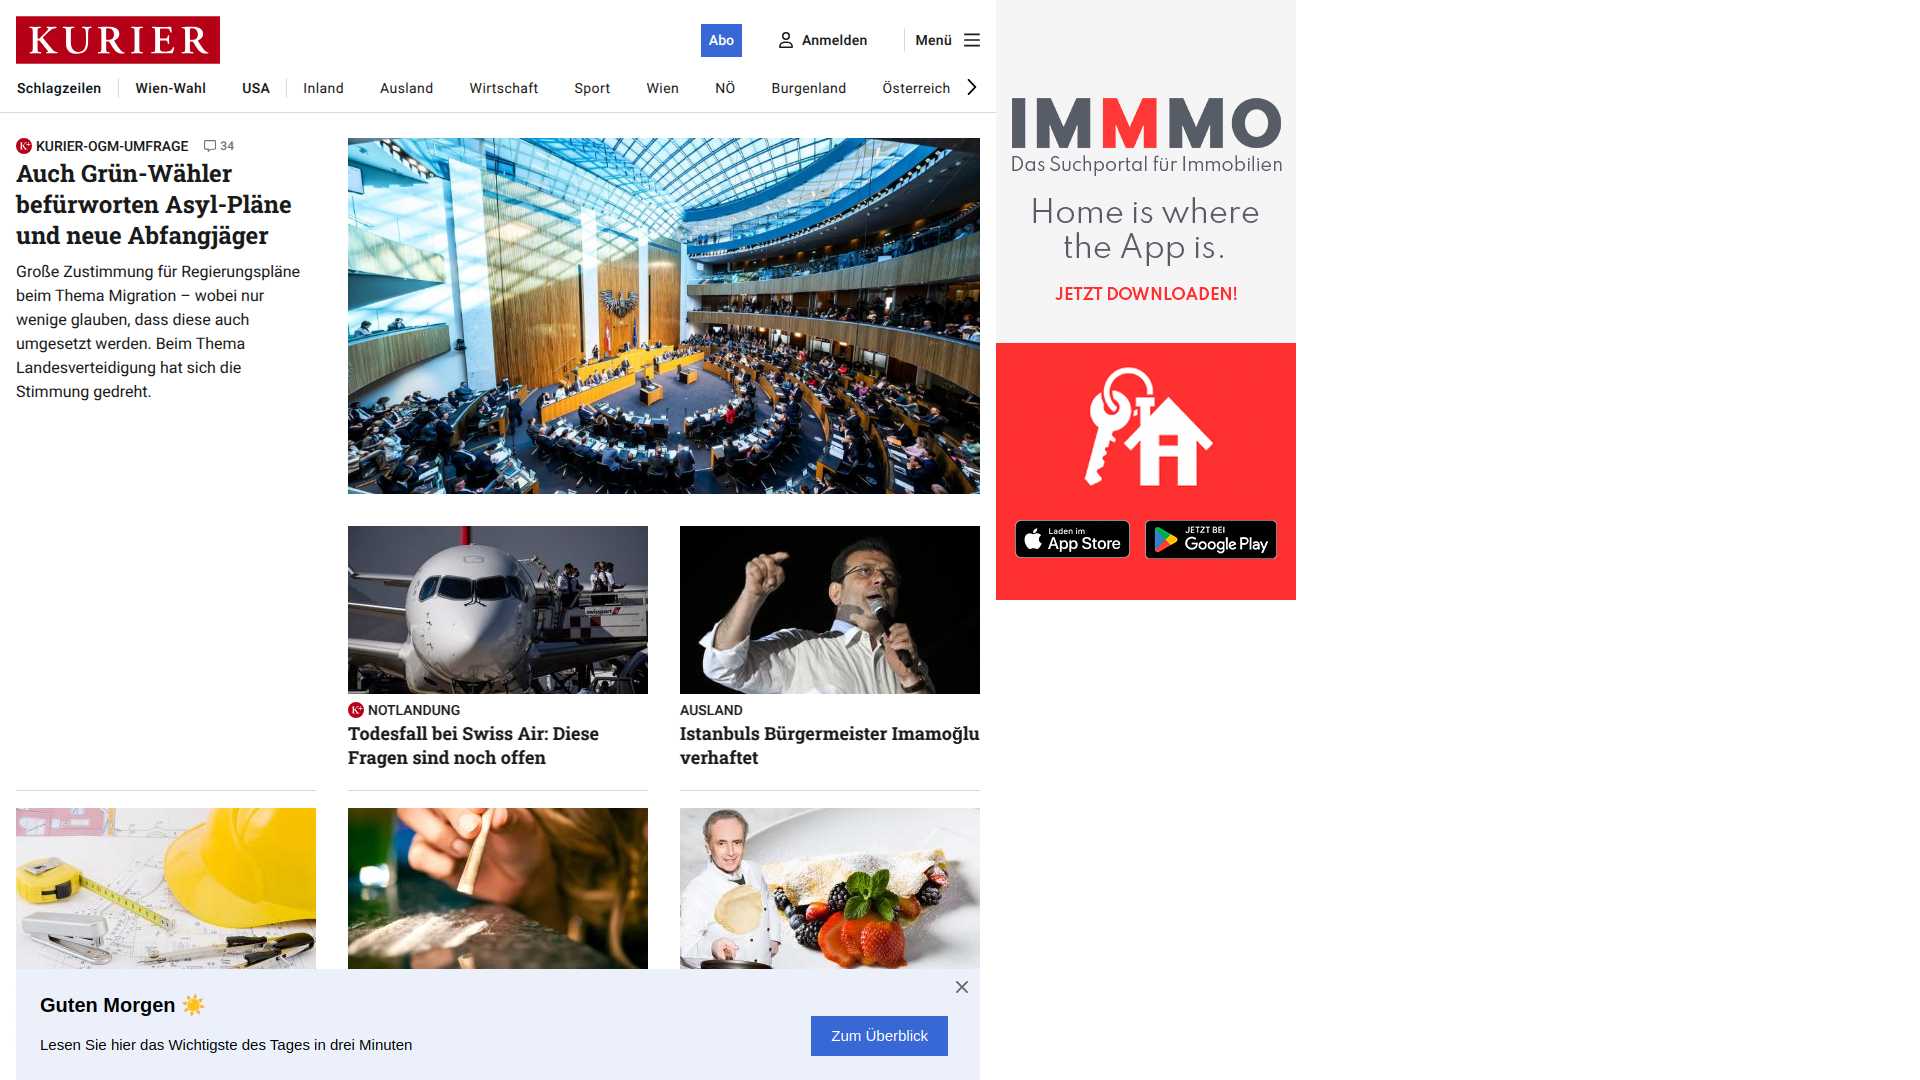 KURIER
Abo
Anmelden
Menü
Schlagzeilen
Wien-Wahl
USA
Inland
Ausland
Wirtschaft
Sport
Wien
NÖ
Burgenland
Österreich
KURIER-OGM-UMFRAGE 34
Auch Grün-Wähler
befürworten Asyl-Pläne
und neue Abfangjäger
Große Zustimmung für Regierungspläne
beim Thema Migration – wobei nur
wenige glauben, dass diese auch
umgesetzt werden. Beim Thema
Landesverteidigung hat sich die
Stimmung gedreht.
swissport
K+ NOTLANDUNG
Todesfall bei Swiss Air: Diese
Fragen sind noch offen
AUSLAND
Istanbuls Bürgermeister Imamoğlu
verhaftet
Guten Morgen ☀️
Lesen Sie hier das Wichtigste des Tages in drei Minuten
Zum Überblick
IMMMO
Das Suchportal für Immobilien
Home is where
the App is.
JETZT DOWNLOADEN!
Laden im
App Store
JETZT BEI
Google Play